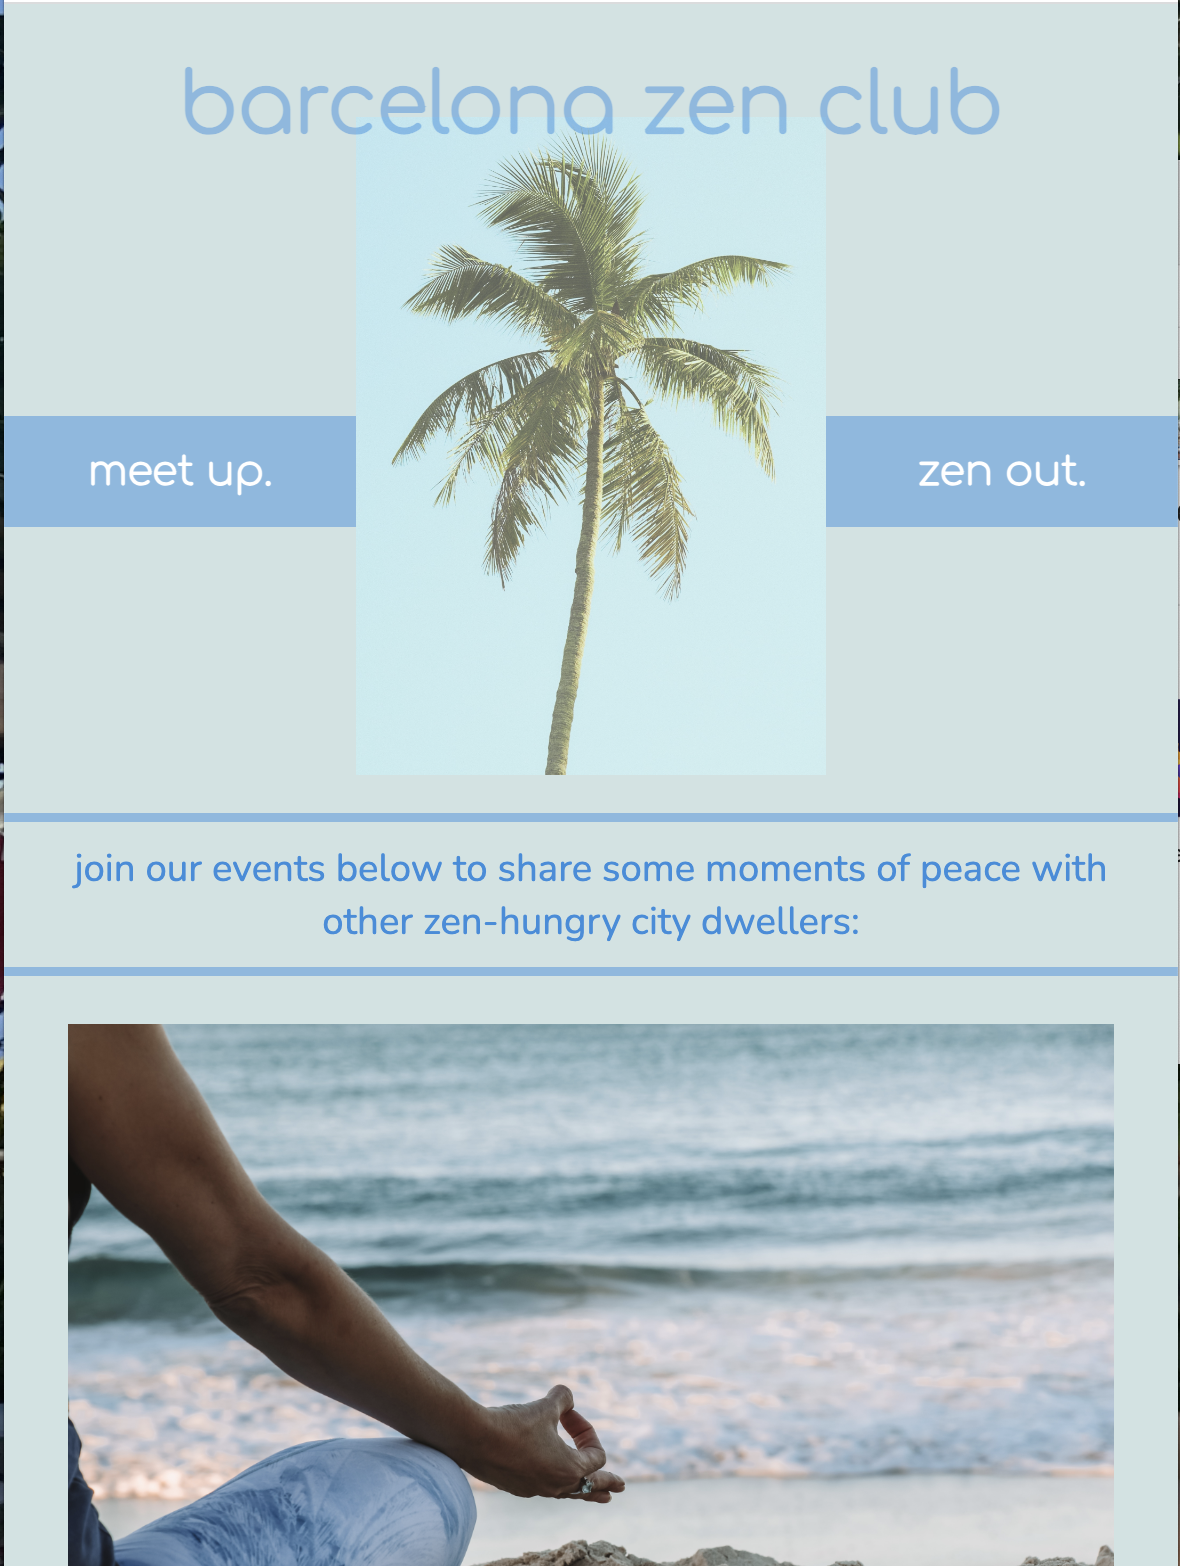 barcelona zen club
meet up.
zen out.
join our events below to share some moments of peace with
other zen-hungry city dwellers: